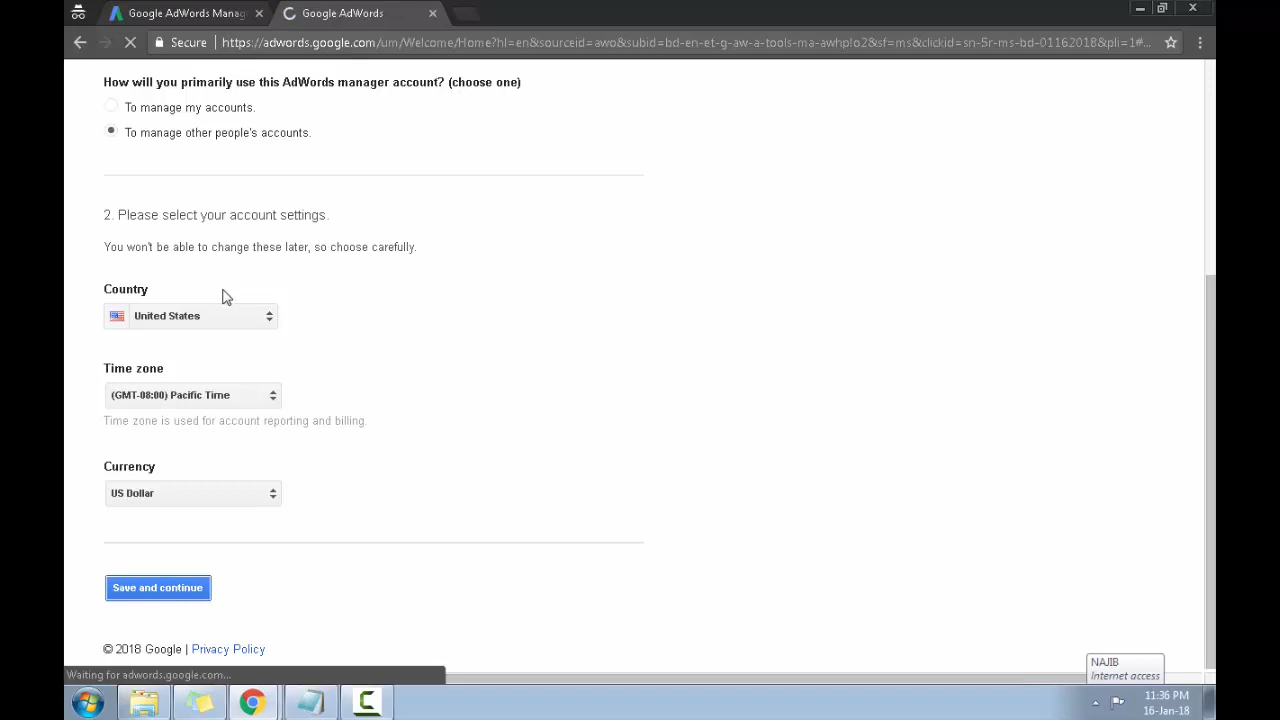 Google AdWords Manag
Google AdWords
Secure
https://adwords.google.com/um/Welcome/Home?hl=en&sourceid=awo&subid=bd-en-et-g-aw-a-tools-ma-awhp!o2&sf=ms&clickid=sn-5r-ms-bd-01162018&pli=1#...
How will you primarily use this AdWords manager account? (choose one)
To manage my accounts.
To manage other people's accounts.
2. Please select your account settings.
You won't be able to change these later, so choose carefully.
Country
United States
Time zone
(GMT-08:00) Pacific Time
Time zone is used for account reporting and billing.
Currency
US Dollar
Save and continue
© 2018 Google | Privacy Policy
Waiting for adwords.google.com...
NAJIB
Internet access
11:36 PM
16-Jan-18